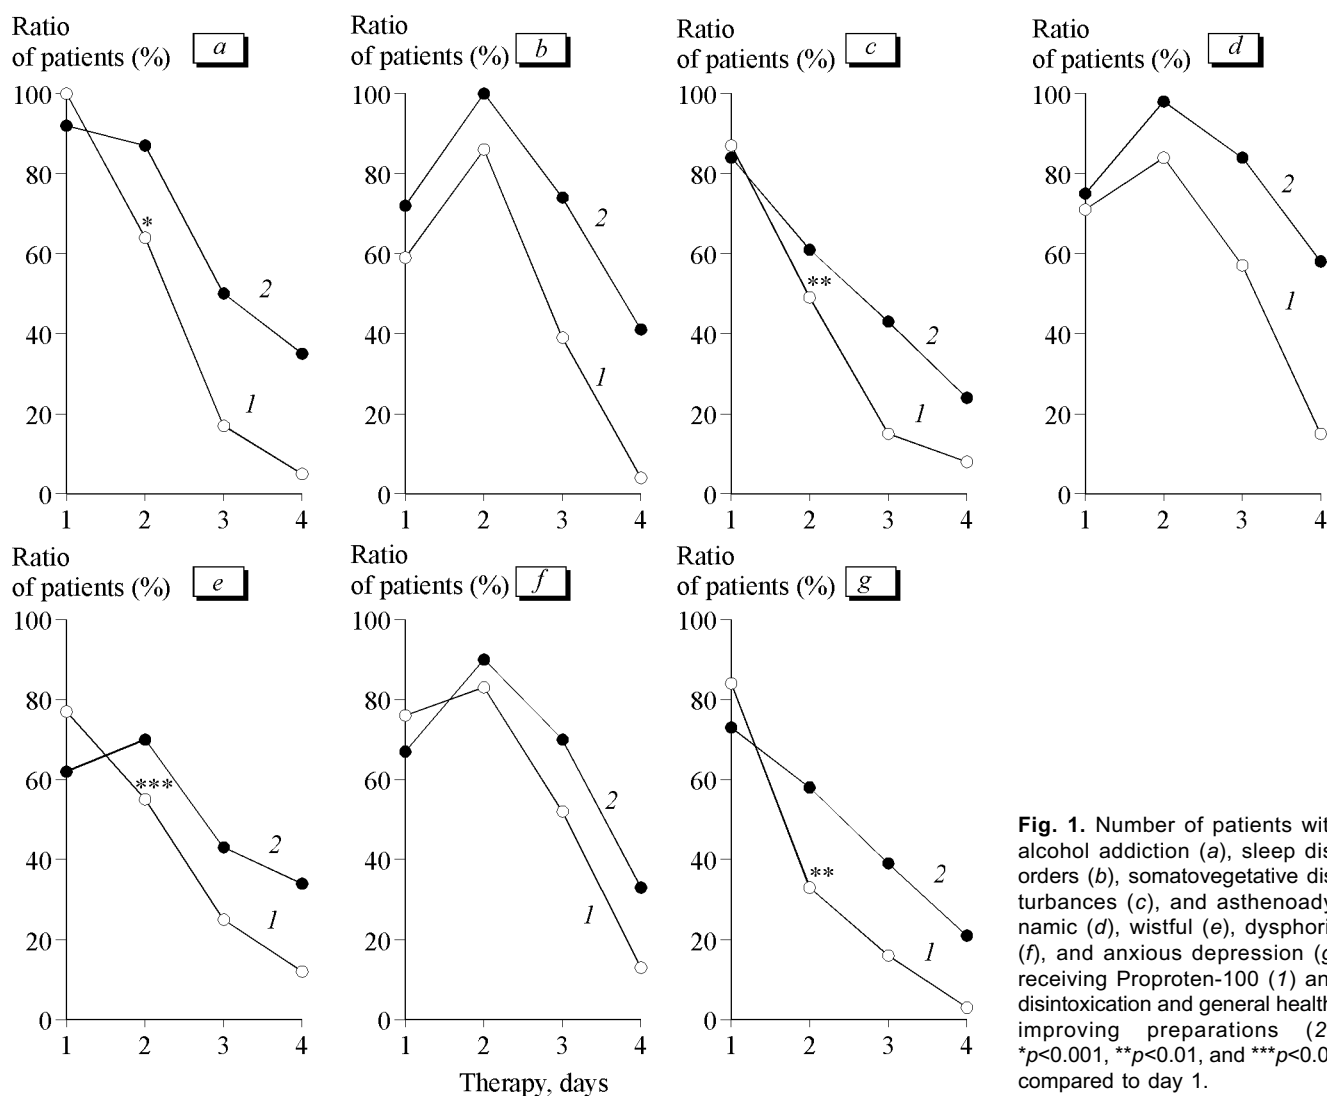 Ratio
of patients (%) a
100
80
60
40
20
0
1 2 3 4
*
2
1
Ratio
of patients (%) b
100
80
60
40
20
0
1 2 3 4
2
1
Ratio
of patients (%) c
100
80
60
40
20
0
1 2 3 4
**
2
1
Ratio
of patients (%) d
100
80
60
40
20
0
1 2 3 4
2
1
Ratio
of patients (%) e
100
80
60
40
20
0
1 2 3 4
***
2
1
Ratio
of patients (%) f
100
80
60
40
20
0
1 2 3 4
2
1
Therapy, days
Ratio
of patients (%) g
100
80
60
40
20
0
1 2 3 4
**
2
1
Fig. 1. Number of patients wit
alcohol addiction (a), sleep dis
orders (b), somatovegetative dis
turbances (c), and asthenoady
namic (d), wistful (e), dysphori
(f), and anxious depression (g
receiving Proproten-100 (1) an
disintoxication and general health
improving preparations (2
*p<0.001, **p<0.01, and ***p<0.0
compared to day 1.